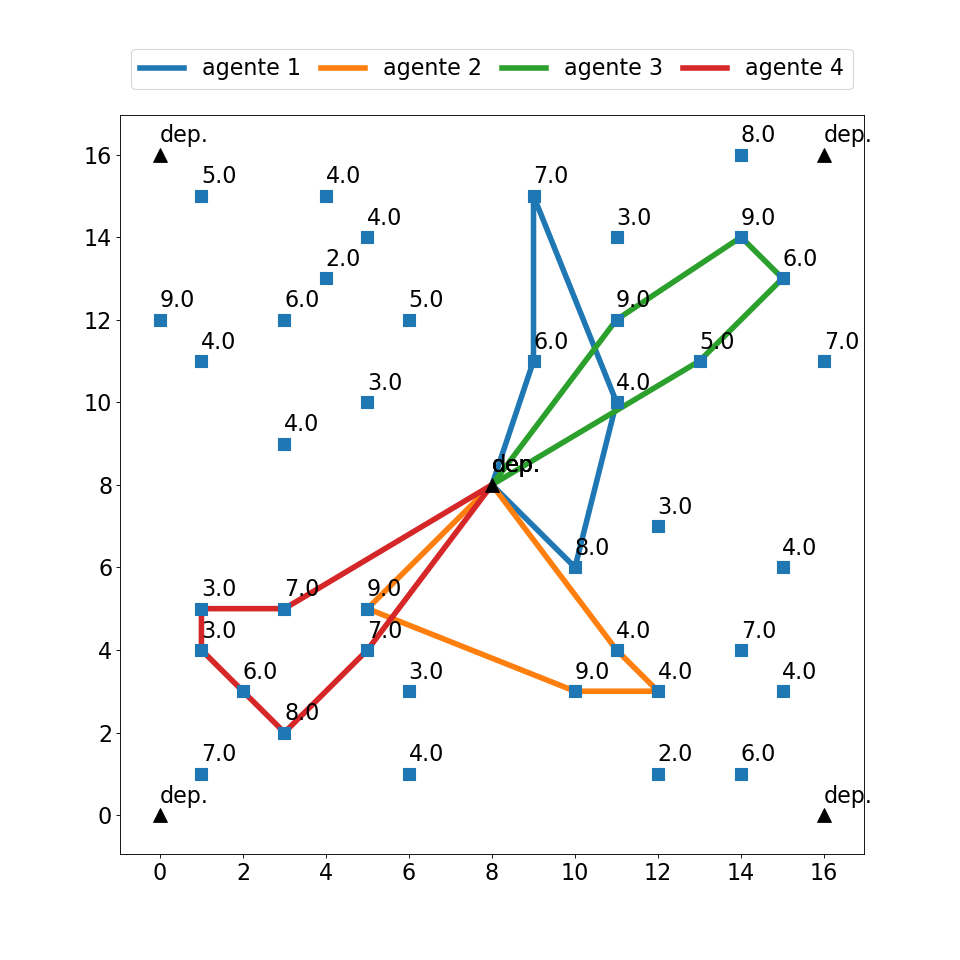 agente 1 agente 2 agente 3 agente 4
dep. 8.0 dep.
16
5.0 4.0 7.0
4.0 3.0 9.0
14
2.0 6.0
9.0 6.0 5.0 9.0
12
4.0 6.0 5.0 7.0
3.0 4.0
10
4.0
dep.
8
3.0
8.0 4.0
6
3.0 7.0 9.0
3.0 7.0 4.0 7.0
4
6.0 3.0 9.0 4.0 4.0
8.0
2
7.0 4.0 2.0 6.0
dep. dep.
0
0 2 4 6 8 10 12 14 16